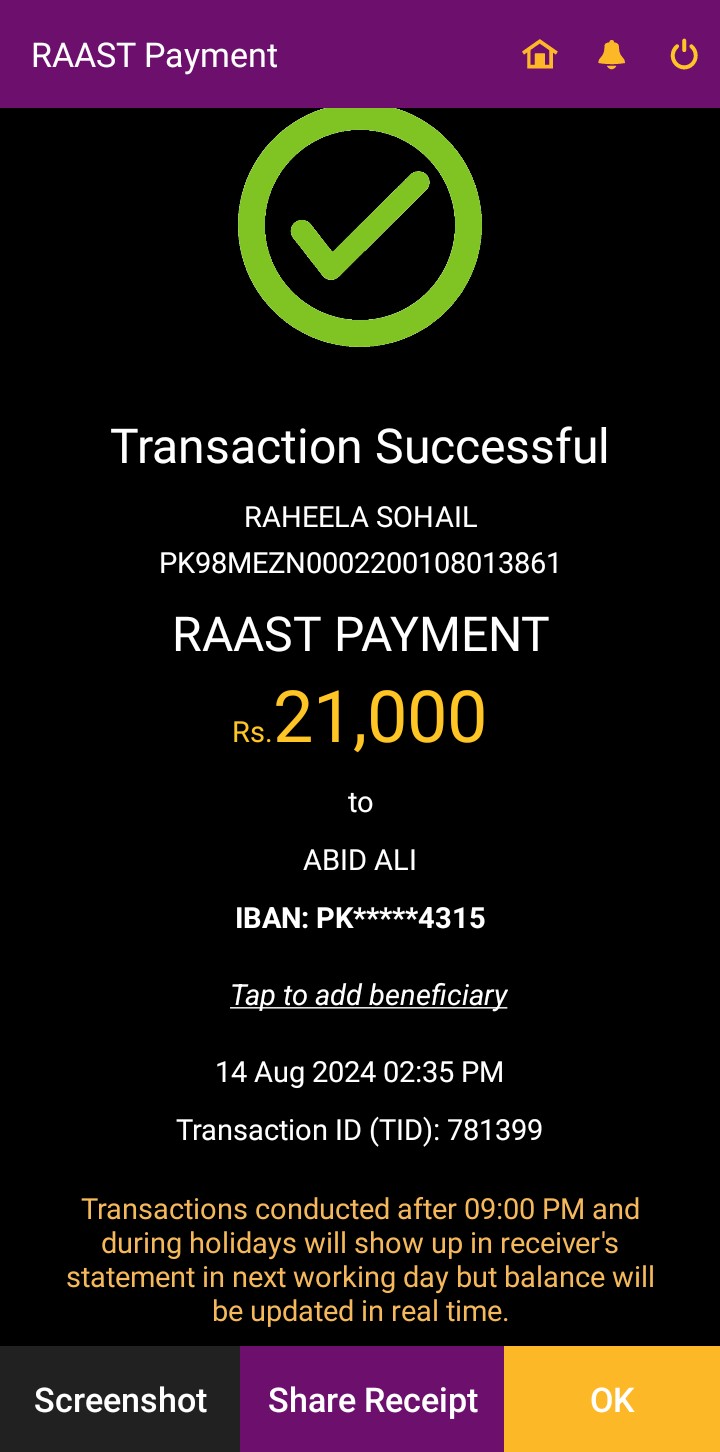 RAAST Payment
Transaction Successful
RAHEELA SOHAIL
PK98MEZN0002200108013861
RAAST PAYMENT
Rs.21,000
to
ABID ALI
IBAN: PK*****4315
Tap to add beneficiary
14 Aug 2024 02:35 PM
Transaction ID (TID): 781399
Transactions conducted after 09:00 PM and
during holidays will show up in receiver's
statement in next working day but balance will
be updated in real time.
Screenshot
Share Receipt
OK